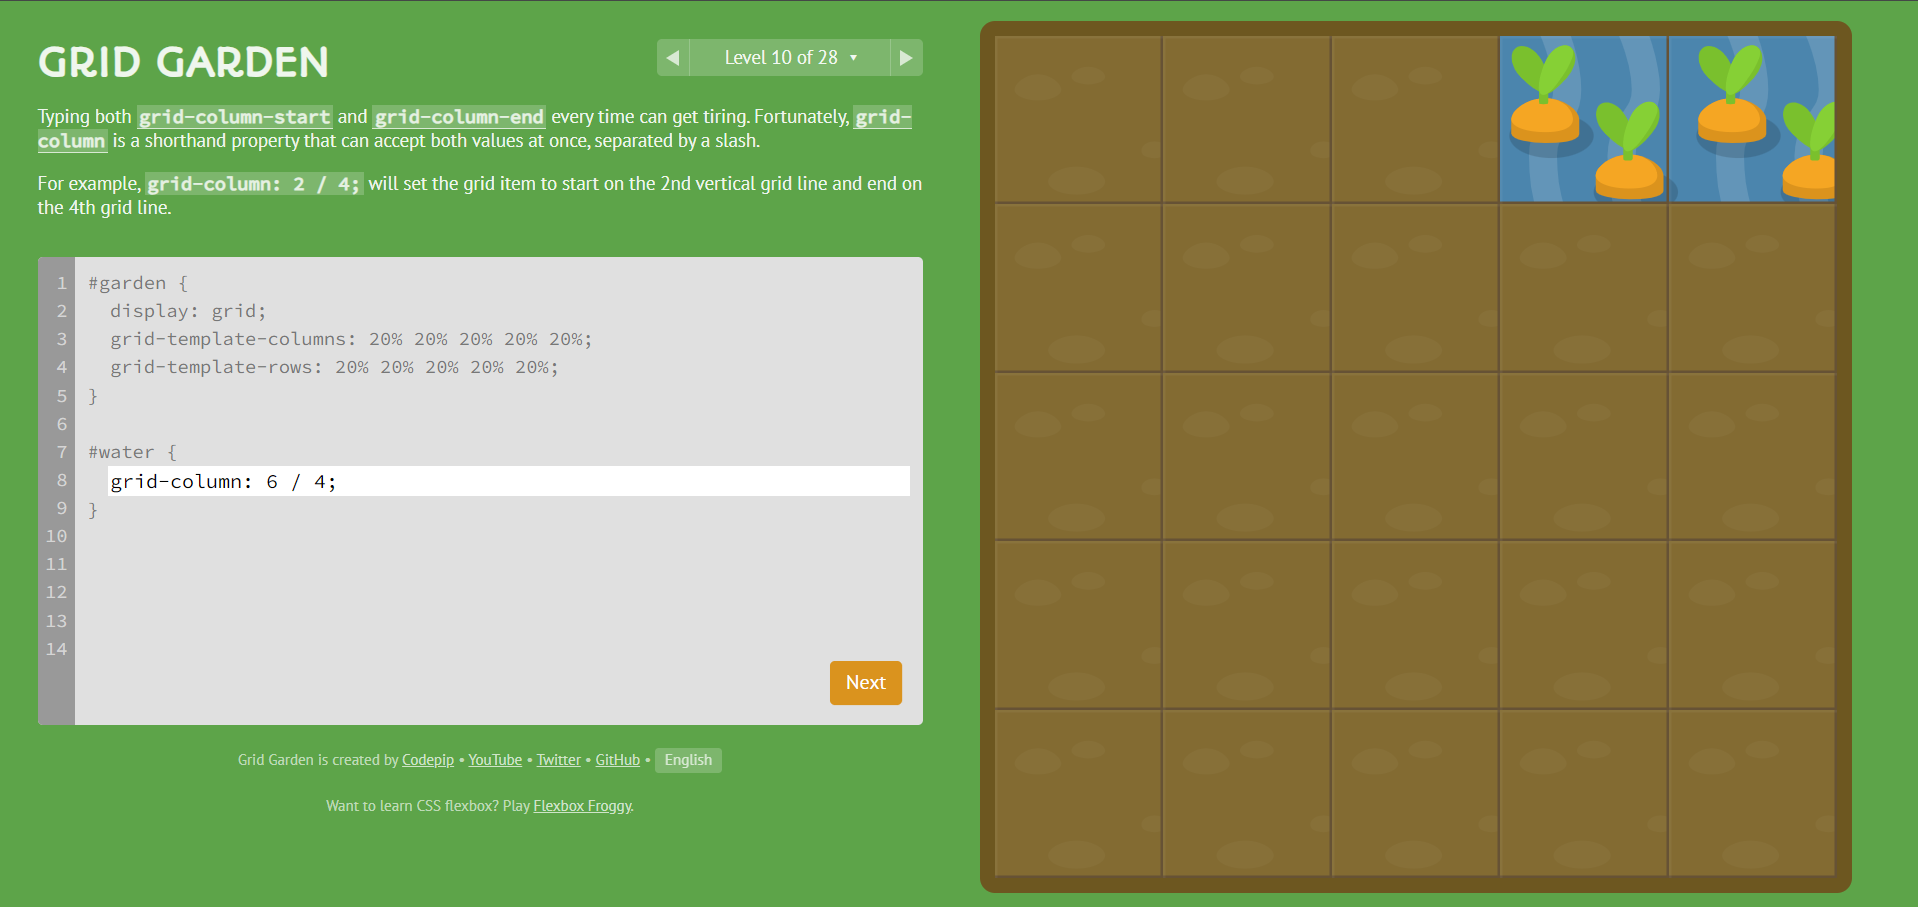 GRID GARDEN
◀ Level 10 of 28 ▼ ▶
Typing both grid-column-start and grid-column-end every time can get tiring. Fortunately, grid-
column is a shorthand property that can accept both values at once, separated by a slash.
For example, grid-column: 2 / 4; will set the grid item to start on the 2nd vertical grid line and end on
the 4th grid line.
1 #garden {
2   display: grid;
3   grid-template-columns: 20% 20% 20% 20% 20%;
4   grid-template-rows: 20% 20% 20% 20% 20%;
5 }
6
7 #water {
8   grid-column: 6 / 4;
9 }
10
11
12
13
14
Next
Grid Garden is created by Codepip • YouTube • Twitter • GitHub • English
Want to learn CSS flexbox? Play Flexbox Froggy.